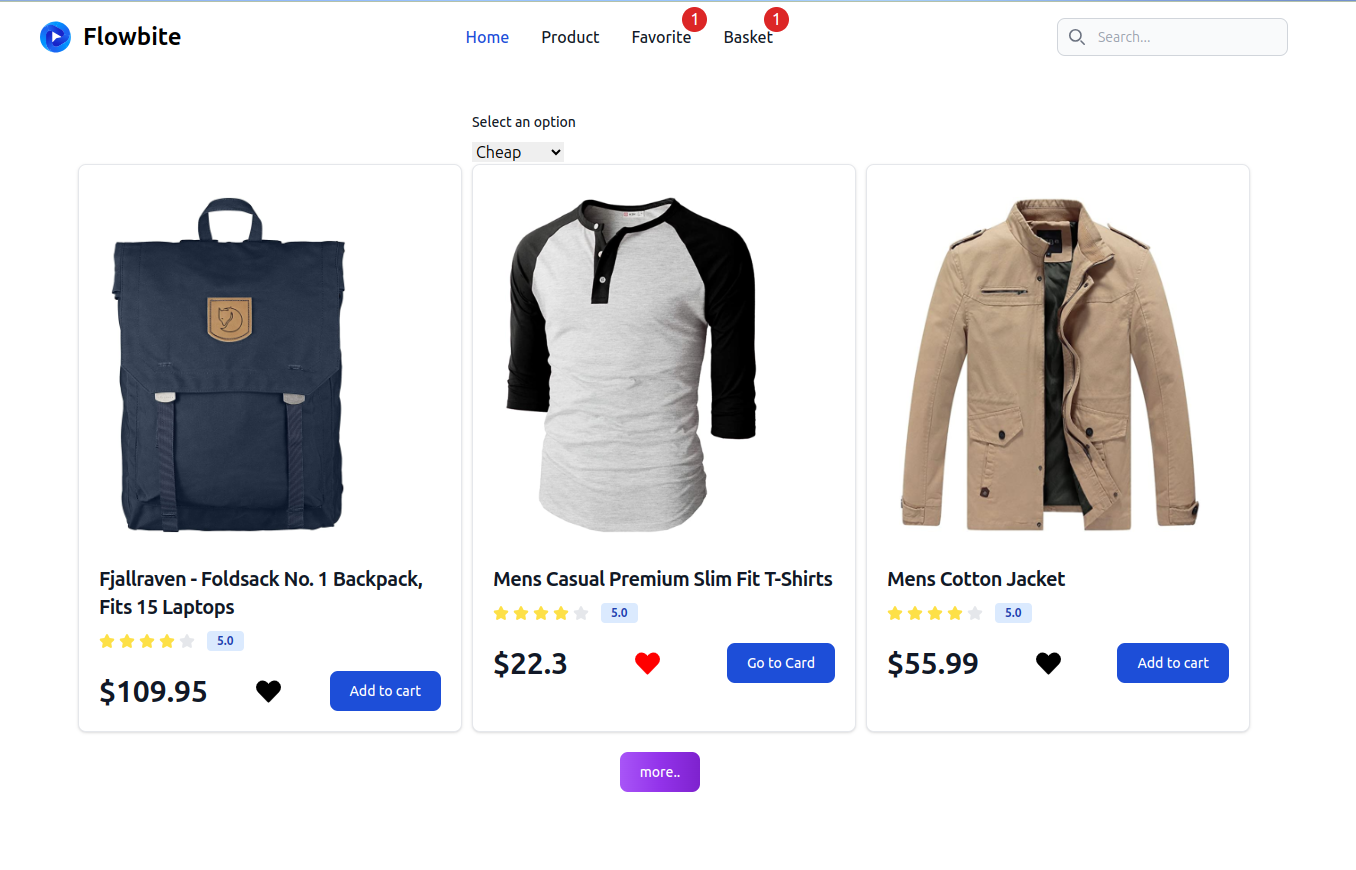 Flowbite
Home
Product
Favorite
1
Basket
1
Search...
Select an option
Cheap
Fjallraven - Foldsack No. 1 Backpack,
Fits 15 Laptops
5.0
$109.95
Add to cart
Mens Casual Premium Slim Fit T-Shirts
5.0
$22.3
Go to Card
Mens Cotton Jacket
5.0
$55.99
Add to cart
more..